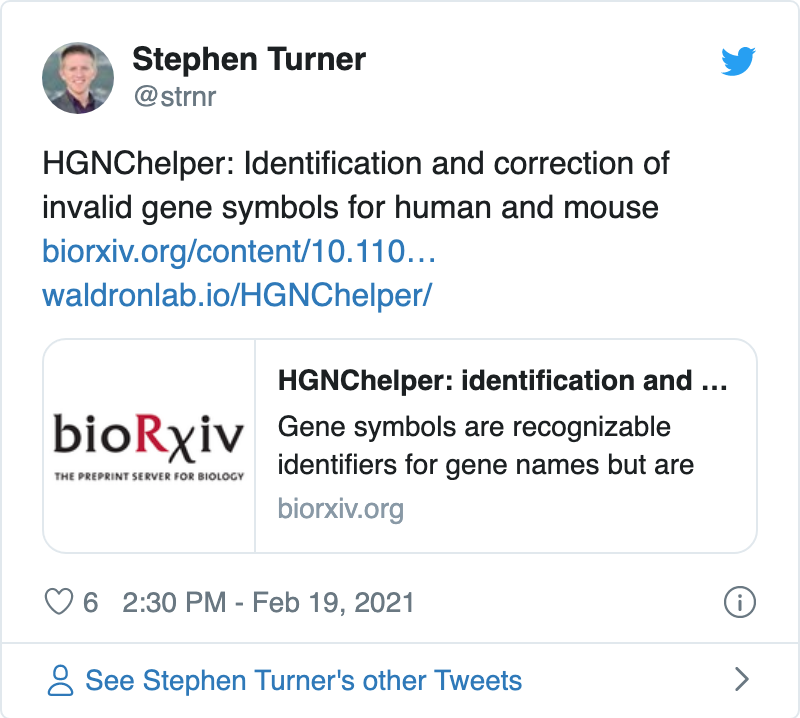 Stephen Turner
@strnr
HGNChelper: Identification and correction of
invalid gene symbols for human and mouse
biorxiv.org/content/10.110…
waldronlab.io/HGNChelper/
bioRxiv
THE PREPRINT SERVER FOR BIOLOGY
HGNChelper: identification and …
Gene symbols are recognizable
identifiers for gene names but are
biorxiv.org
6 2:30 PM - Feb 19, 2021
See Stephen Turner's other Tweets